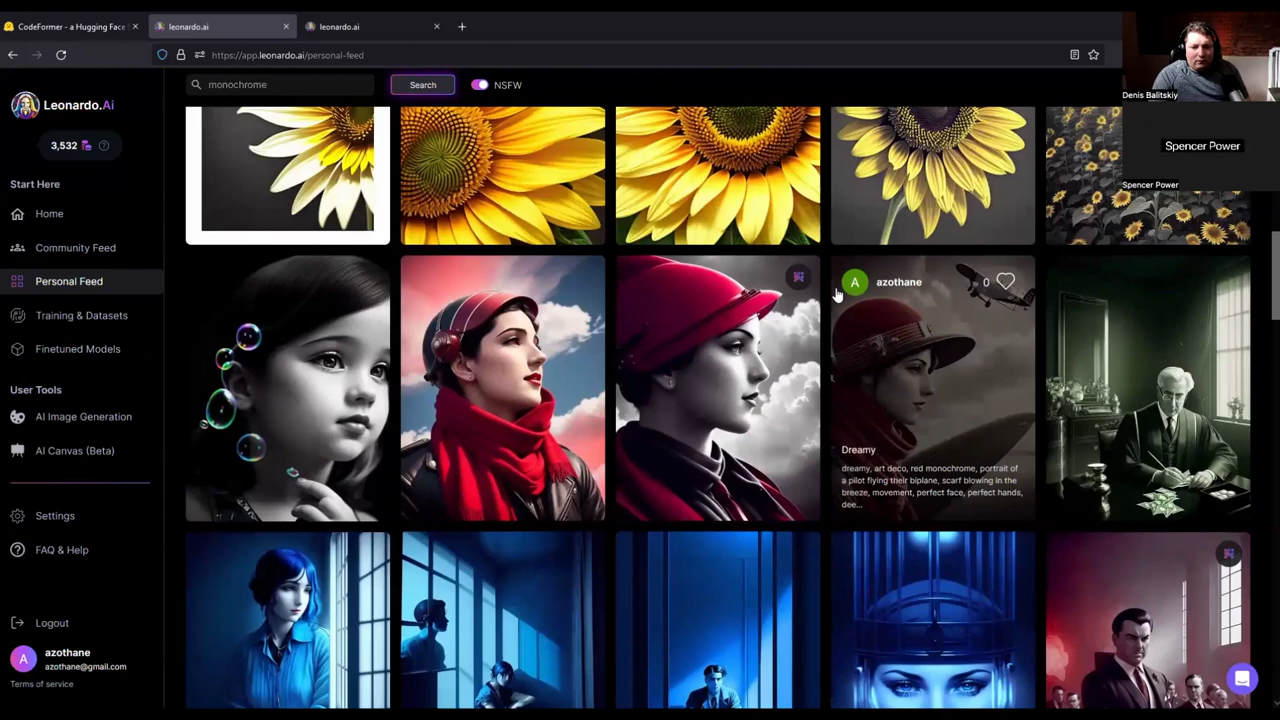 CodeFormer - a Hugging Face S
leonardo.ai
leonardo.ai
https://app.leonardo.ai/personal-feed
Denis Balitskiy
Spencer Power
Spencer Power
Leonardo.Ai
3,532
Start Here
Home
Community Feed
Personal Feed
Training & Datasets
Finetuned Models
User Tools
AI Image Generation
AI Canvas (Beta)
Settings
FAQ & Help
Logout
A
azothane
azothane@gmail.com
Terms of service
monochrome
Search
NSFW
A
azothane
0
Dreamy
dreamy, art deco, red monochrome, portrait of
a pilot flying their biplane, scarf blowing in the
breeze, movement, perfect face, perfect hands,
dee...